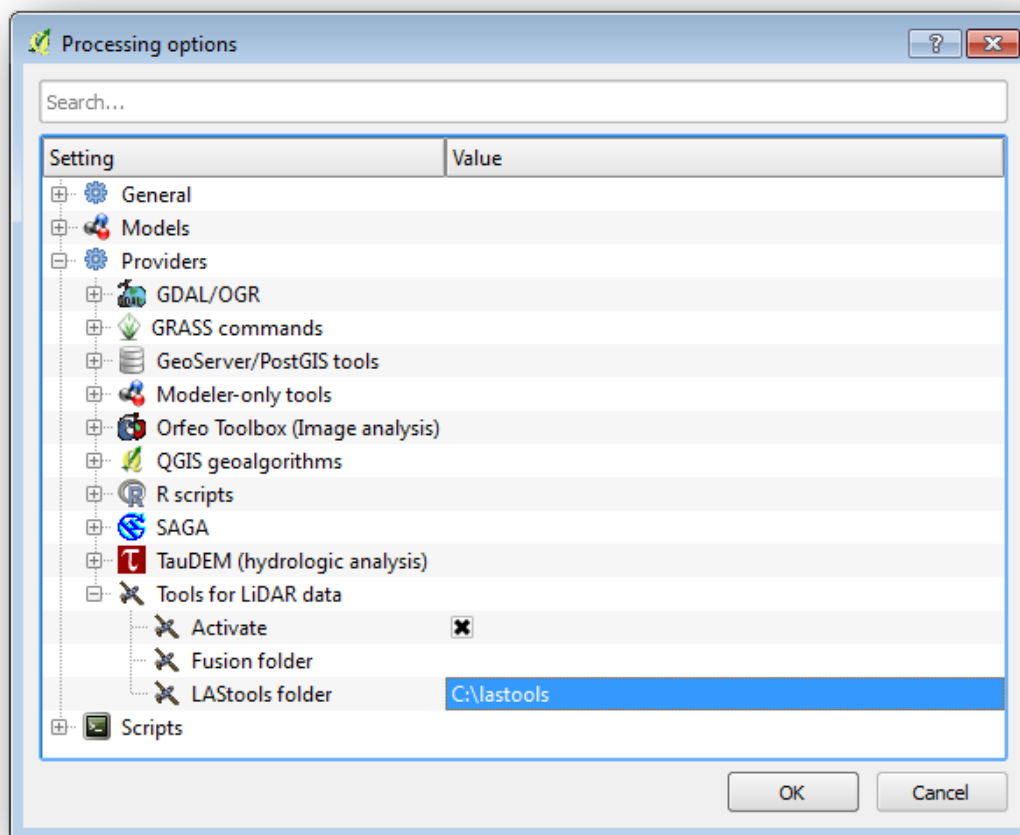 Processing options
Search...
Setting Value
General
Models
Providers
GDAL/OGR
GRASS commands
GeoServer/PostGIS tools
Modeler-only tools
Orfeo Toolbox (Image analysis)
QGIS geoalgorithms
R scripts
SAGA
TauDEM (hydrologic analysis)
Tools for LiDAR data
Activate
Fusion folder
LAStools folder C:\lastools
Scripts
OK Cancel